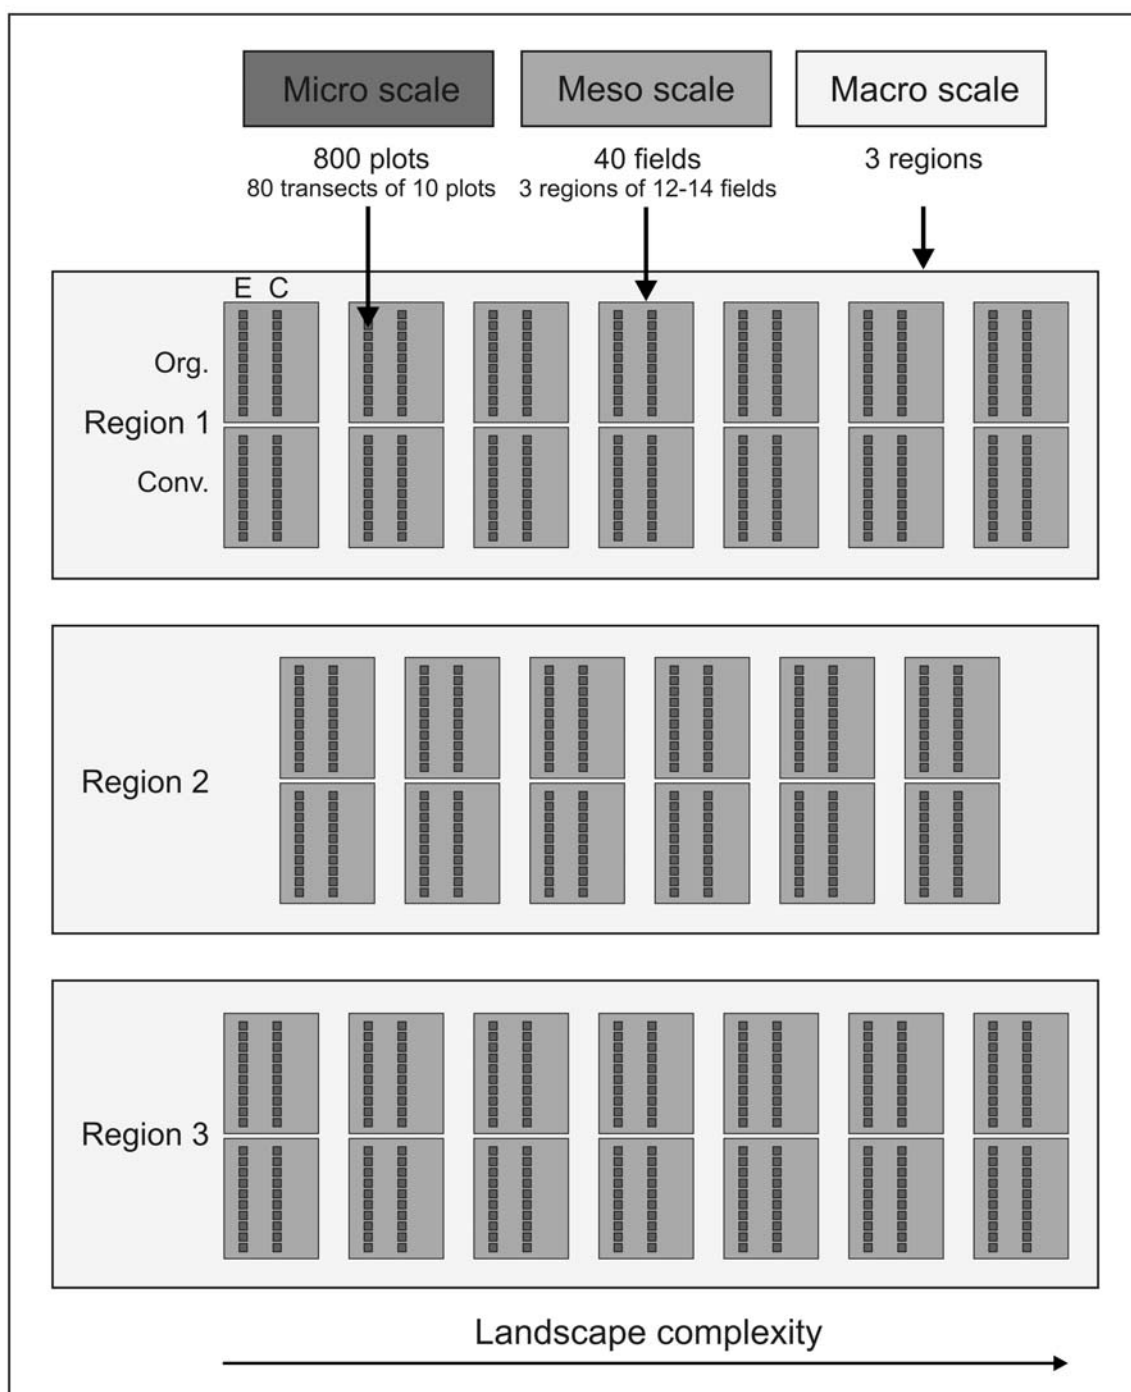 Micro scale
Meso scale
Macro scale
800 plots
40 fields
3 regions
80 transects of 10 plots
3 regions of 12-14 fields
E C
Org.
Region 1
Conv.
Region 2
Region 3
Landscape complexity